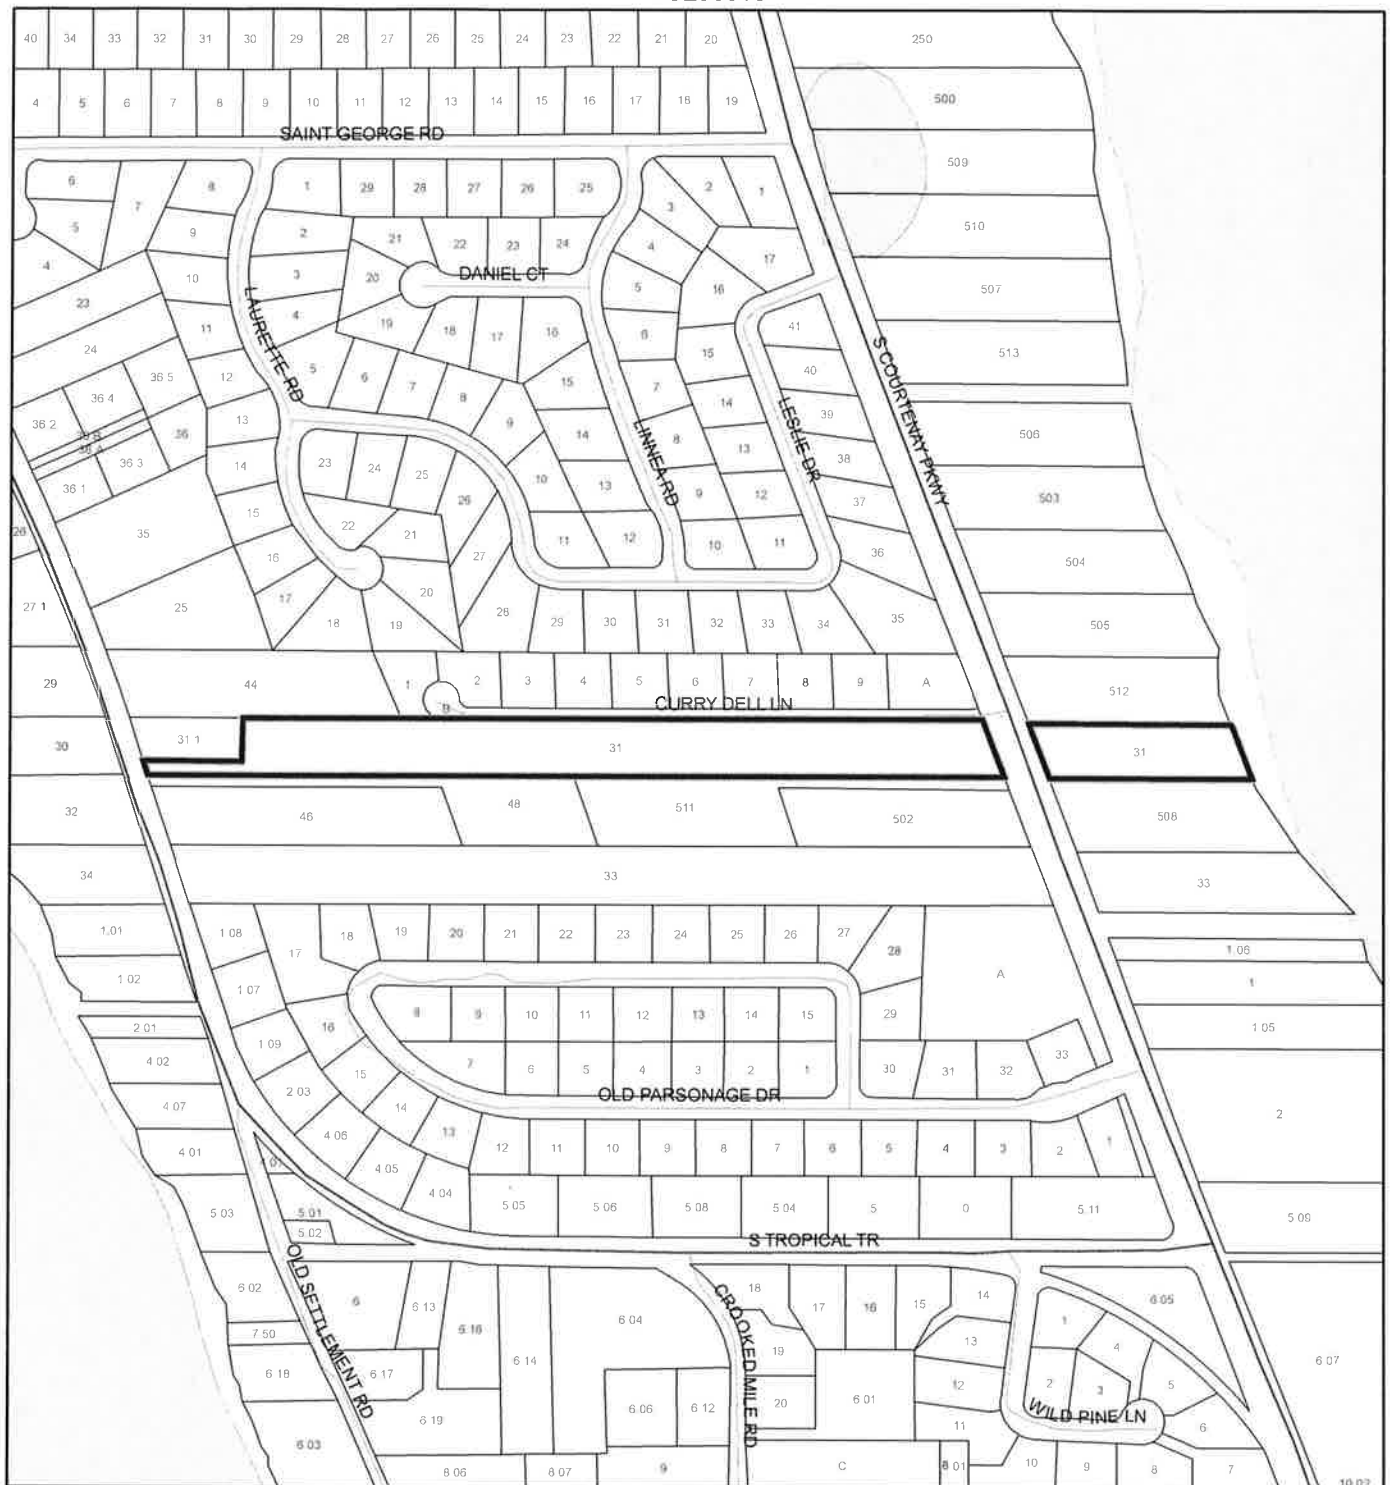 40 34 33 32 31 30 29 28 27 26 25 24 23 22 21 20 250
4 5 6 7 8 9 10 11 12 13 14 15 16 17 18 19 500
SAINT GEORGE RD
509
6 7 8 1 29 28 27 26 25 3 2 1
5 9 2 21 22 23 24 4 510
4 10 3 20 DANIEL CT 5 16 17 507
23 11 4 19 18 17 16 6 15 41 513
24 12 LAURETTE RD 5 6 7 8 15 7 14 40
36 5
36 4
36 2 13 9 14 LINNEA RD 8 13 39 LESLIE DR S COURTENAY PKWY 506
36 A
36 3 36 14 23 24 25 10 13 9 12 38 503
36 1 15 22 21 26 11 12 10 11 37
26 35 16 27 36 504
27 1 25 17 18 19 20 28 29 30 31 32 33 34 35 505
29 44 1 2 3 4 5 6 7 8 9 A 512
CURRY DELL LN
30 31 1 31 31
32 46 48 511 502 508
34 33 33
1.01 1 08 17 18 19 20 21 22 23 24 25 26 27 28 1.06
1 02 1 07 A 1
2 01 1 09 16 8 9 10 11 12 13 14 15 29 1 05
4 02 2 03 15 7 6 5 4 3 2 1 30 31 32 33
OLD PARSONAGE DR
4 07 4 06 14 2
4 01 4 05 13 12 11 10 9 8 7 6 5 4 3 2 1
5 03 5 01 4 04 5 05 5 06 5 08 5 04 5 0 5.11 5 09
5 02
S TROPICAL TR
6 02 OLD SETTLEMENT RD 6 6 13 6.16 6 14 6 04 CROOKED MILE RD 18 17 16 15 14 6 05
7 50 19 13 1 4 6 07
6 18 6 17 6 01 12 2 3 5
6 19 6 06 6 12 20 11 WILD PINE LN 6
6 03 8 06 8 07 9 C 8 01 10 9 8 7